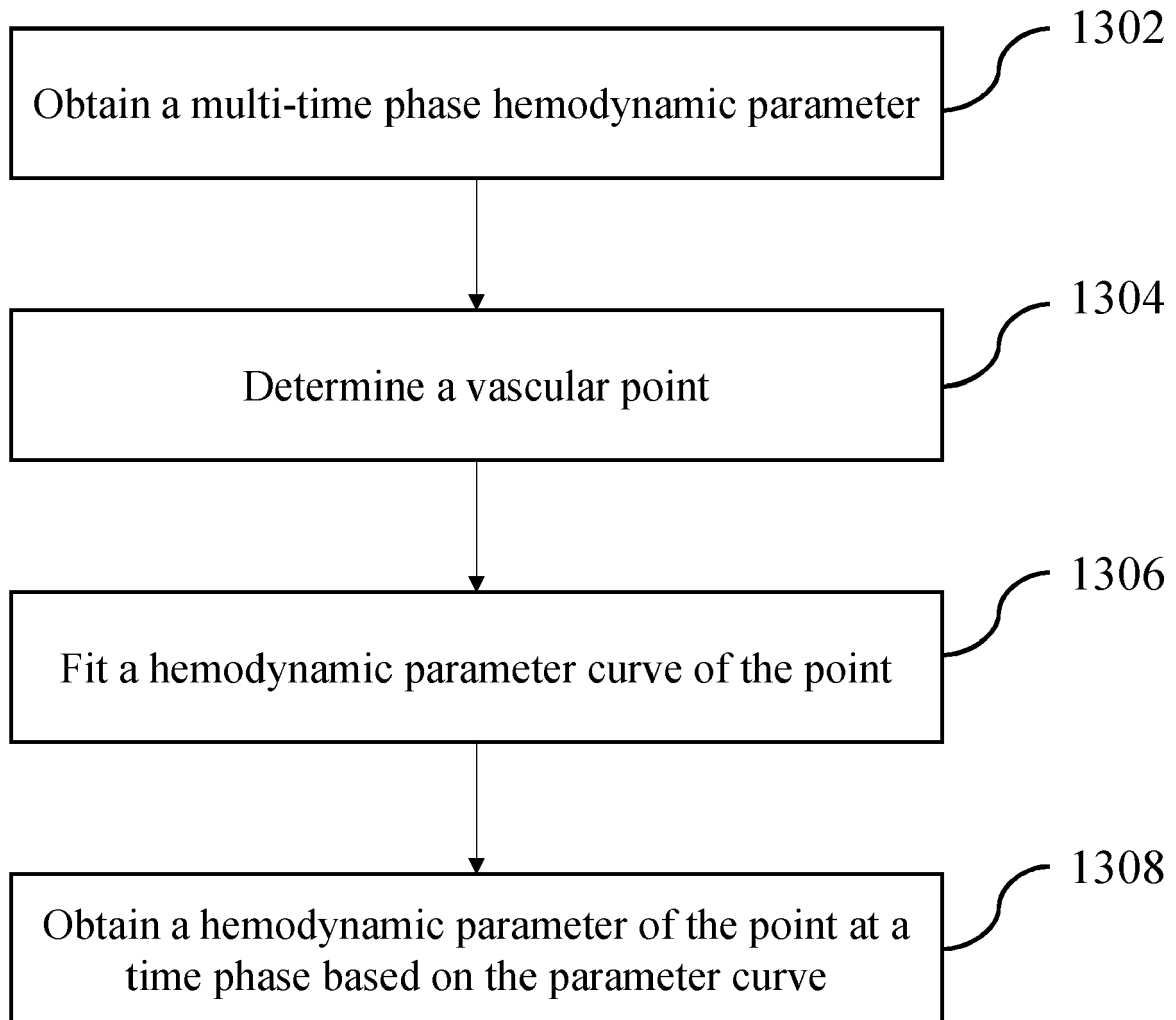 1302
Obtain a multi-time phase hemodynamic parameter
1304
Determine a vascular point
1306
Fit a hemodynamic parameter curve of the point
1308
Obtain a hemodynamic parameter of the point at a
time phase based on the parameter curve